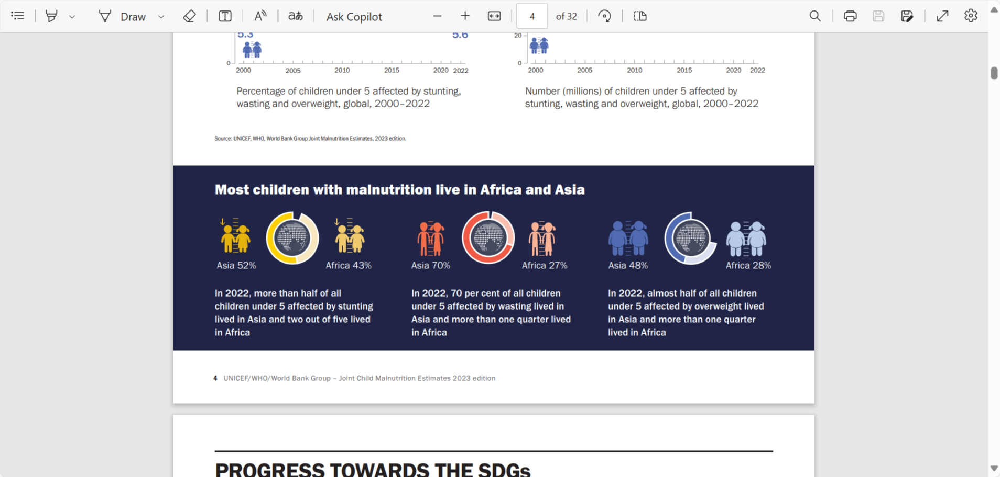 Draw
Ask Copilot
4
of 32
5.3
5.6
0
2000
2005
2010
2015
2020
2022
20
0
2000
2005
2010
2015
2020
2022
Percentage of children under 5 affected by stunting,
wasting and overweight, global, 2000–2022
Number (millions) of children under 5 affected by
stunting, wasting and overweight, global, 2000–2022
Source: UNICEF, WHO, World Bank Group Joint Malnutrition Estimates, 2023 edition.
Most children with malnutrition live in Africa and Asia
Asia 52%
Africa 43%
Asia 70%
Africa 27%
Asia 48%
Africa 28%
In 2022, more than half of all
children under 5 affected by stunting
lived in Asia and two out of five lived
in Africa
In 2022, 70 per cent of all children
under 5 affected by wasting lived in
Asia and more than one quarter lived
in Africa
In 2022, almost half of all children
under 5 affected by overweight lived
in Asia and more than one quarter
lived in Africa
4 UNICEF/WHO/World Bank Group – Joint Child Malnutrition Estimates 2023 edition
PROGRESS TOWARDS THE SDGs